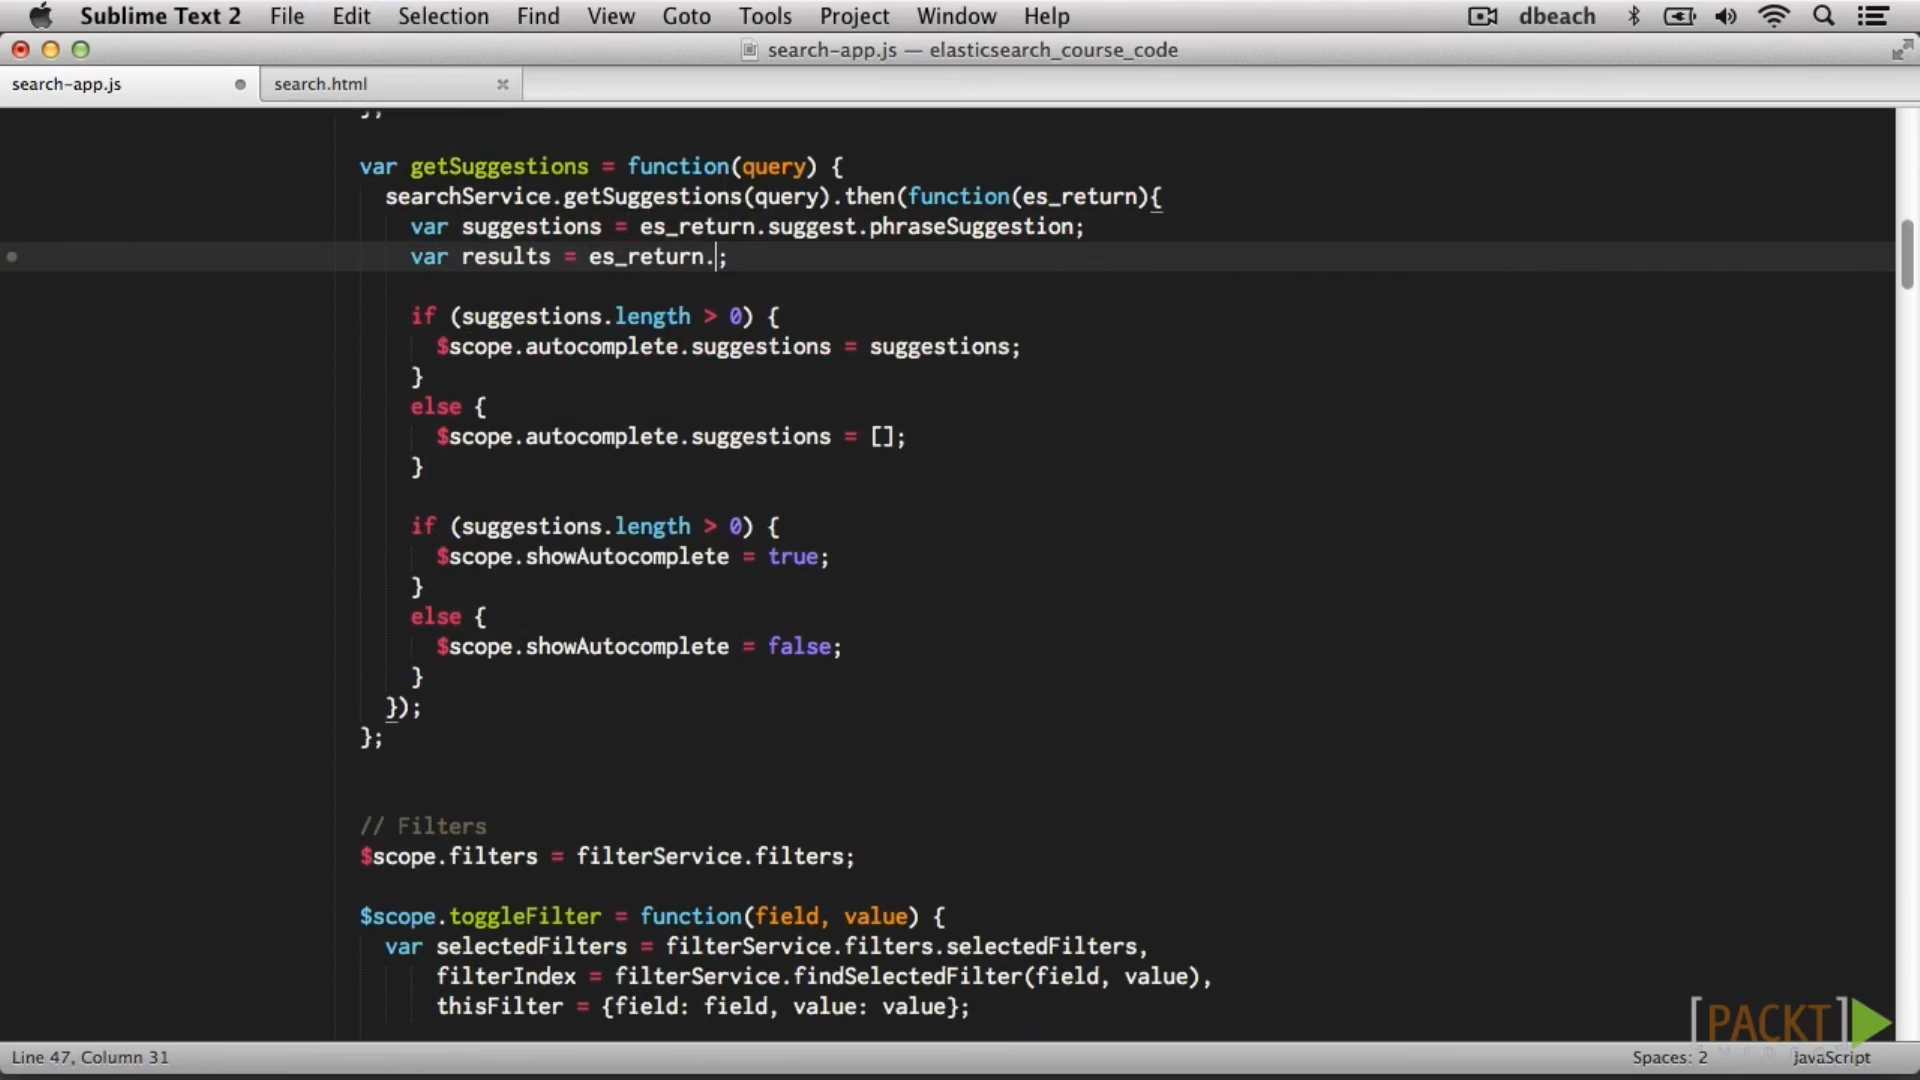 Sublime Text 2 File Edit Selection Find View Goto Tools Project Window Help dbeach
search-app.js — elasticsearch_course_code
search-app.js search.html
};
var getSuggestions = function(query) {
searchService.getSuggestions(query).then(function(es_return){
var suggestions = es_return.suggest.phraseSuggestion;
var results = es_return.;
if (suggestions.length > 0) {
$scope.autocomplete.suggestions = suggestions;
}
else {
$scope.autocomplete.suggestions = [];
}
if (suggestions.length > 0) {
$scope.showAutocomplete = true;
}
else {
$scope.showAutocomplete = false;
}
});
};
// Filters
$scope.filters = filterService.filters;
$scope.toggleFilter = function(field, value) {
var selectedFilters = filterService.filters.selectedFilters,
filterIndex = filterService.findSelectedFilter(field, value),
thisFilter = {field: field, value: value};
[PACKT]
Line 47, Column 31 Spaces: 2 JavaScript